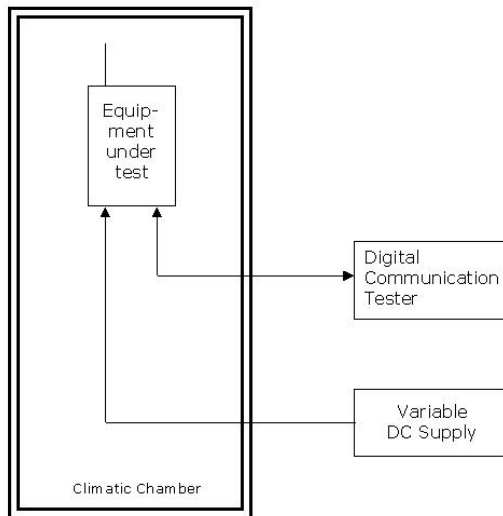 Equip-
ment
under
test
Digital
Communication
Tester
Variable
DC Supply
Climatic Chamber